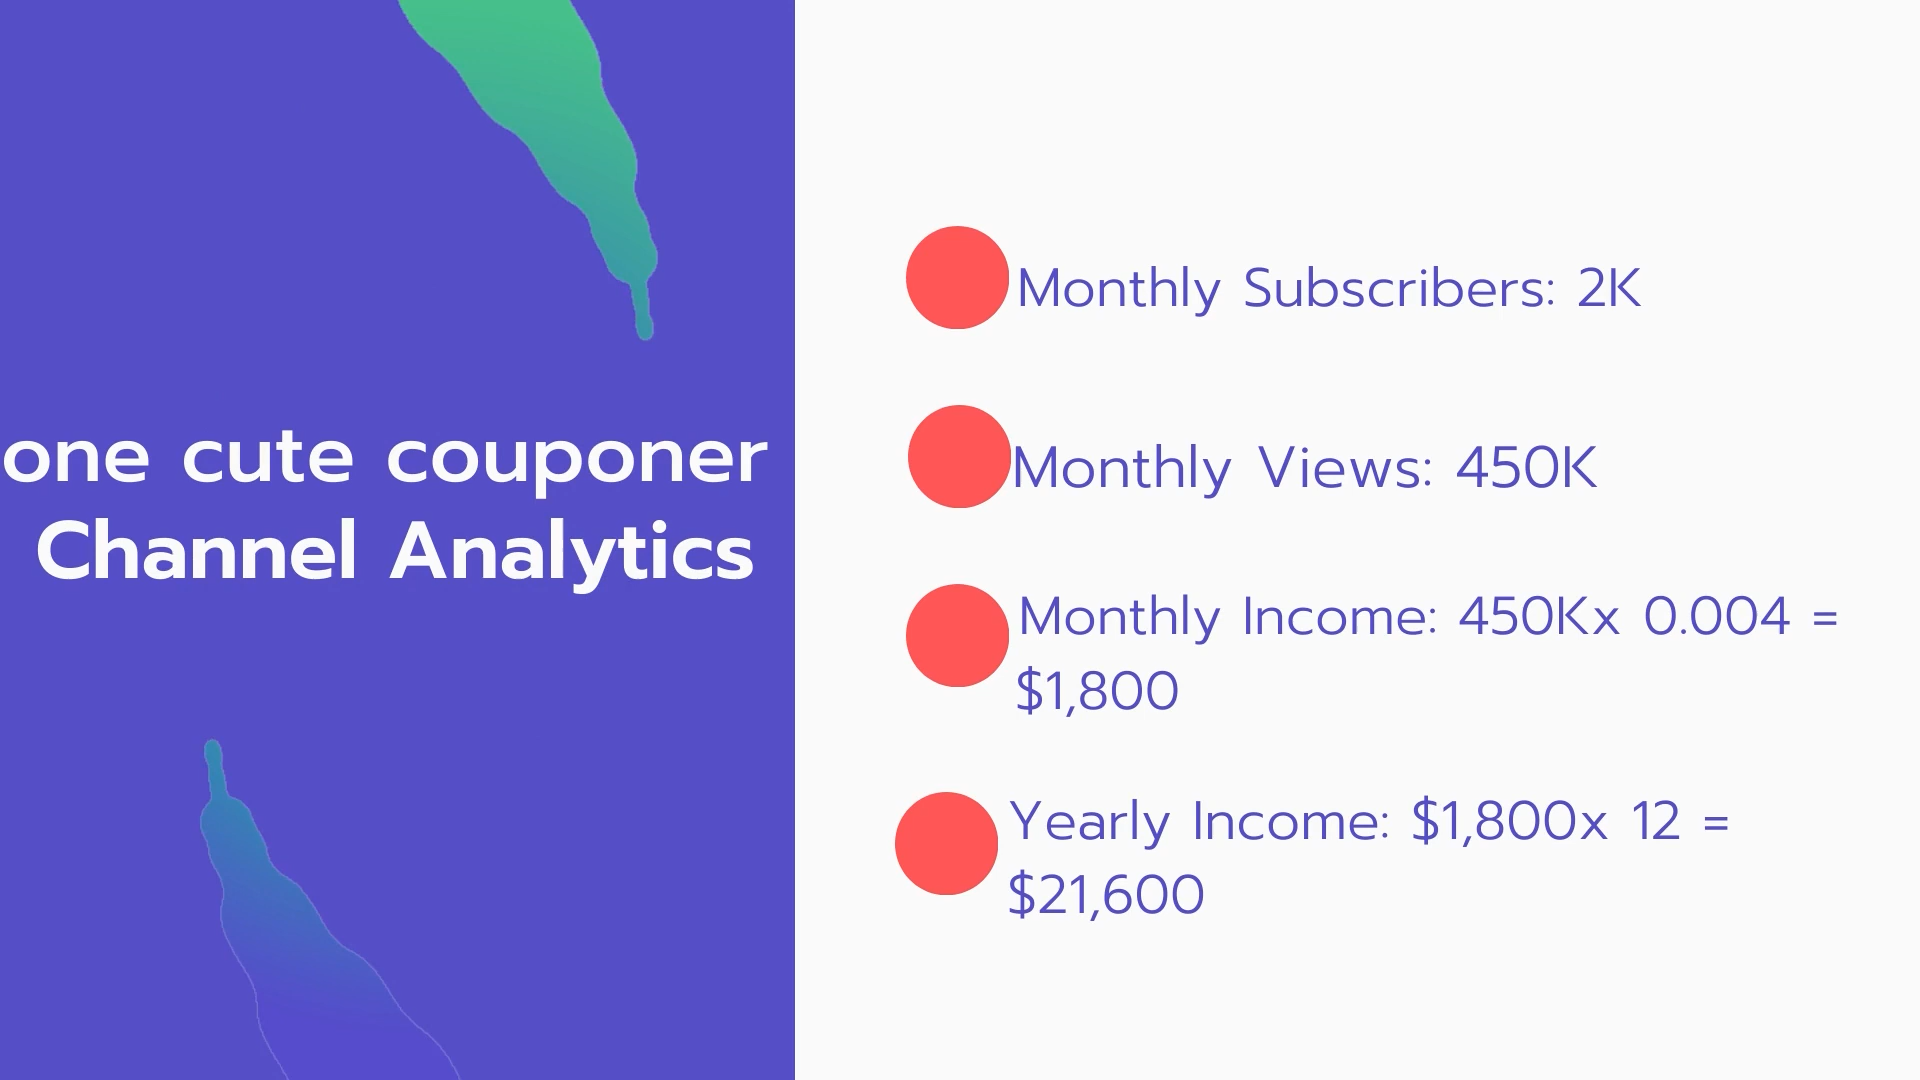 one cute couponer
Channel Analytics
Monthly Subscribers: 2K
Monthly Views: 450K
Monthly Income: 450Kx 0.004 =
$1,800
Yearly Income: $1,800x 12 =
$21,600